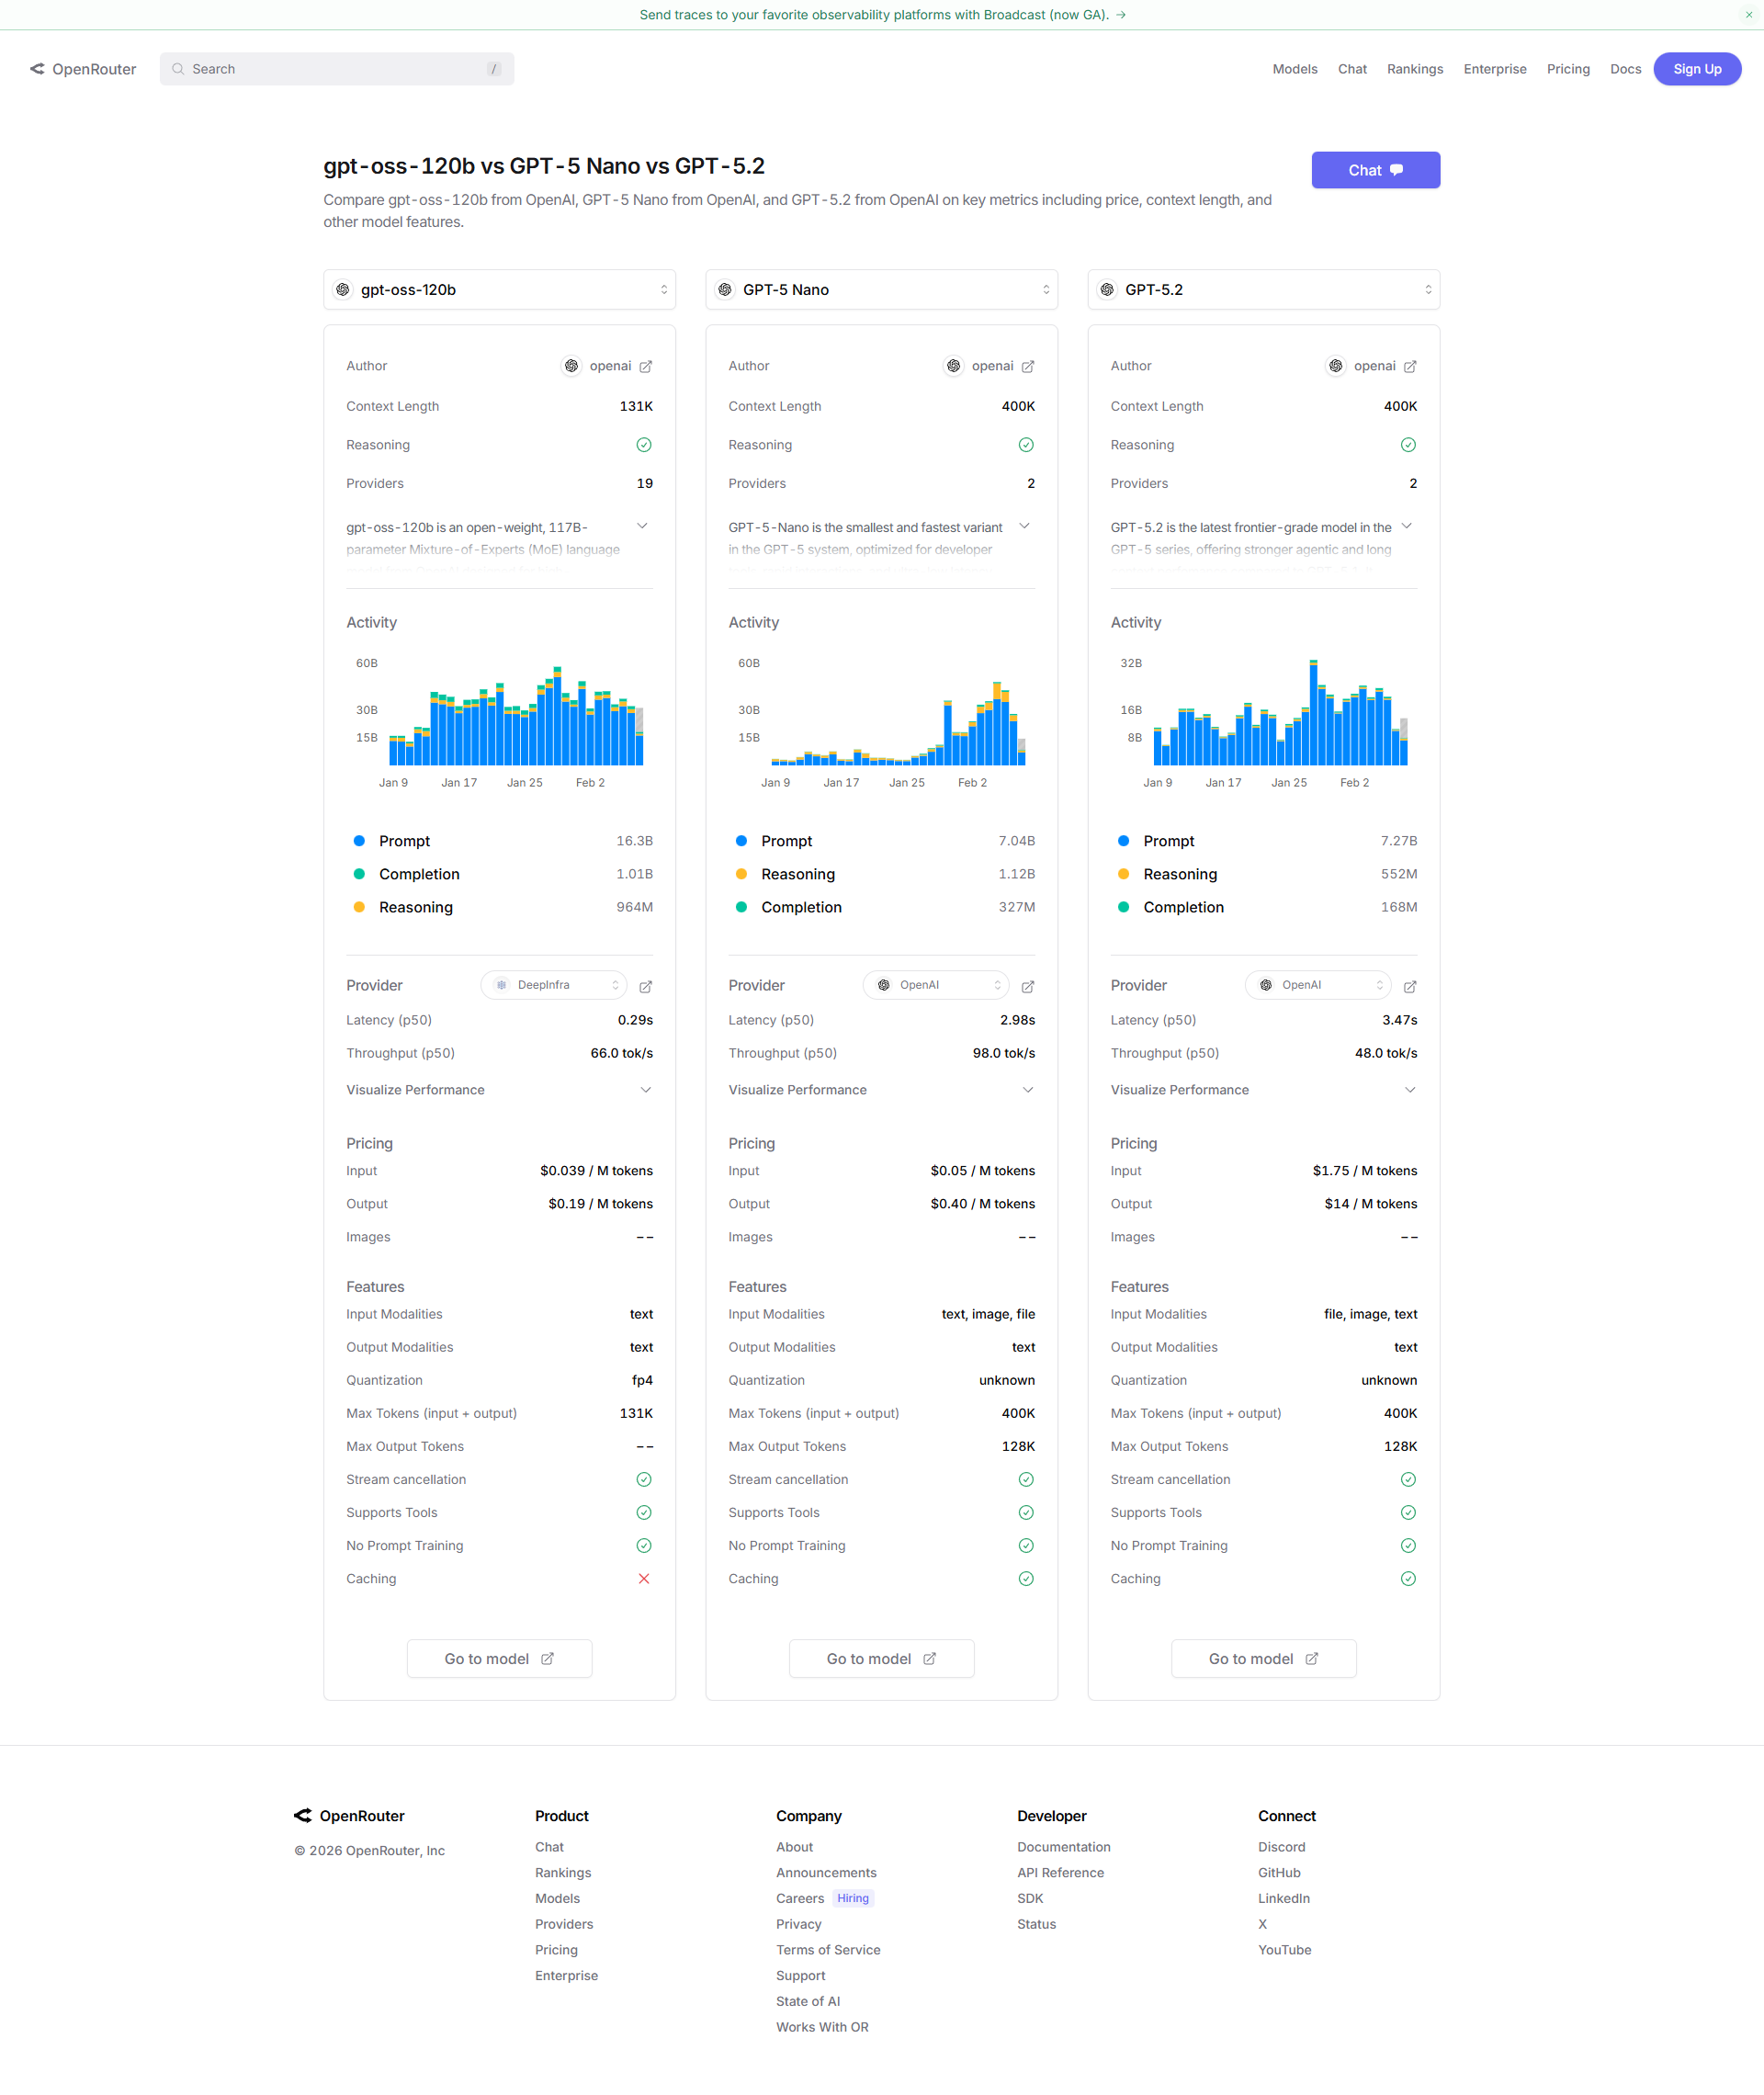 Send traces to your favorite observability platforms with Broadcast (now GA). →
OpenRouter
Search
/
Models
Chat
Rankings
Enterprise
Pricing
Docs
Sign Up
gpt-oss-120b vs GPT-5 Nano vs GPT-5.2
Chat
Compare gpt-oss-120b from OpenAI, GPT-5 Nano from OpenAI, and GPT-5.2 from OpenAI on key metrics including price, context length, and
other model features.
gpt-oss-120b
Author
openai
Context Length
131K
Reasoning
Providers
19
gpt-oss-120b is an open-weight, 117B-
parameter Mixture-of-Experts (MoE) language
Activity
60B
30B
15B
Jan 9
Jan 17
Jan 25
Feb 2
Prompt
16.3B
Completion
1.01B
Reasoning
964M
Provider
DeepInfra
Latency (p50)
0.29s
Throughput (p50)
66.0 tok/s
Visualize Performance
Pricing
Input
$0.039 / M tokens
Output
$0.19 / M tokens
Images
--
Features
Input Modalities
text
Output Modalities
text
Quantization
fp4
Max Tokens (input + output)
131K
Max Output Tokens
--
Stream cancellation
Supports Tools
No Prompt Training
Caching
Go to model
GPT-5 Nano
Author
openai
Context Length
400K
Reasoning
Providers
2
GPT-5-Nano is the smallest and fastest variant
in the GPT-5 system, optimized for developer
Activity
60B
30B
15B
Jan 9
Jan 17
Jan 25
Feb 2
Prompt
7.04B
Reasoning
1.12B
Completion
327M
Provider
OpenAI
Latency (p50)
2.98s
Throughput (p50)
98.0 tok/s
Visualize Performance
Pricing
Input
$0.05 / M tokens
Output
$0.40 / M tokens
Images
--
Features
Input Modalities
text, image, file
Output Modalities
text
Quantization
unknown
Max Tokens (input + output)
400K
Max Output Tokens
128K
Stream cancellation
Supports Tools
No Prompt Training
Caching
Go to model
GPT-5.2
Author
openai
Context Length
400K
Reasoning
Providers
2
GPT-5.2 is the latest frontier-grade model in the
GPT-5 series, offering stronger agentic and long
Activity
32B
16B
8B
Jan 9
Jan 17
Jan 25
Feb 2
Prompt
7.27B
Reasoning
552M
Completion
168M
Provider
OpenAI
Latency (p50)
3.47s
Throughput (p50)
48.0 tok/s
Visualize Performance
Pricing
Input
$1.75 / M tokens
Output
$14 / M tokens
Images
--
Features
Input Modalities
file, image, text
Output Modalities
text
Quantization
unknown
Max Tokens (input + output)
400K
Max Output Tokens
128K
Stream cancellation
Supports Tools
No Prompt Training
Caching
Go to model
OpenRouter
© 2026 OpenRouter, Inc
Product
Chat
Rankings
Models
Providers
Pricing
Enterprise
Company
About
Announcements
Careers Hiring
Privacy
Terms of Service
Support
State of AI
Works With OR
Developer
Documentation
API Reference
SDK
Status
Connect
Discord
GitHub
LinkedIn
X
YouTube